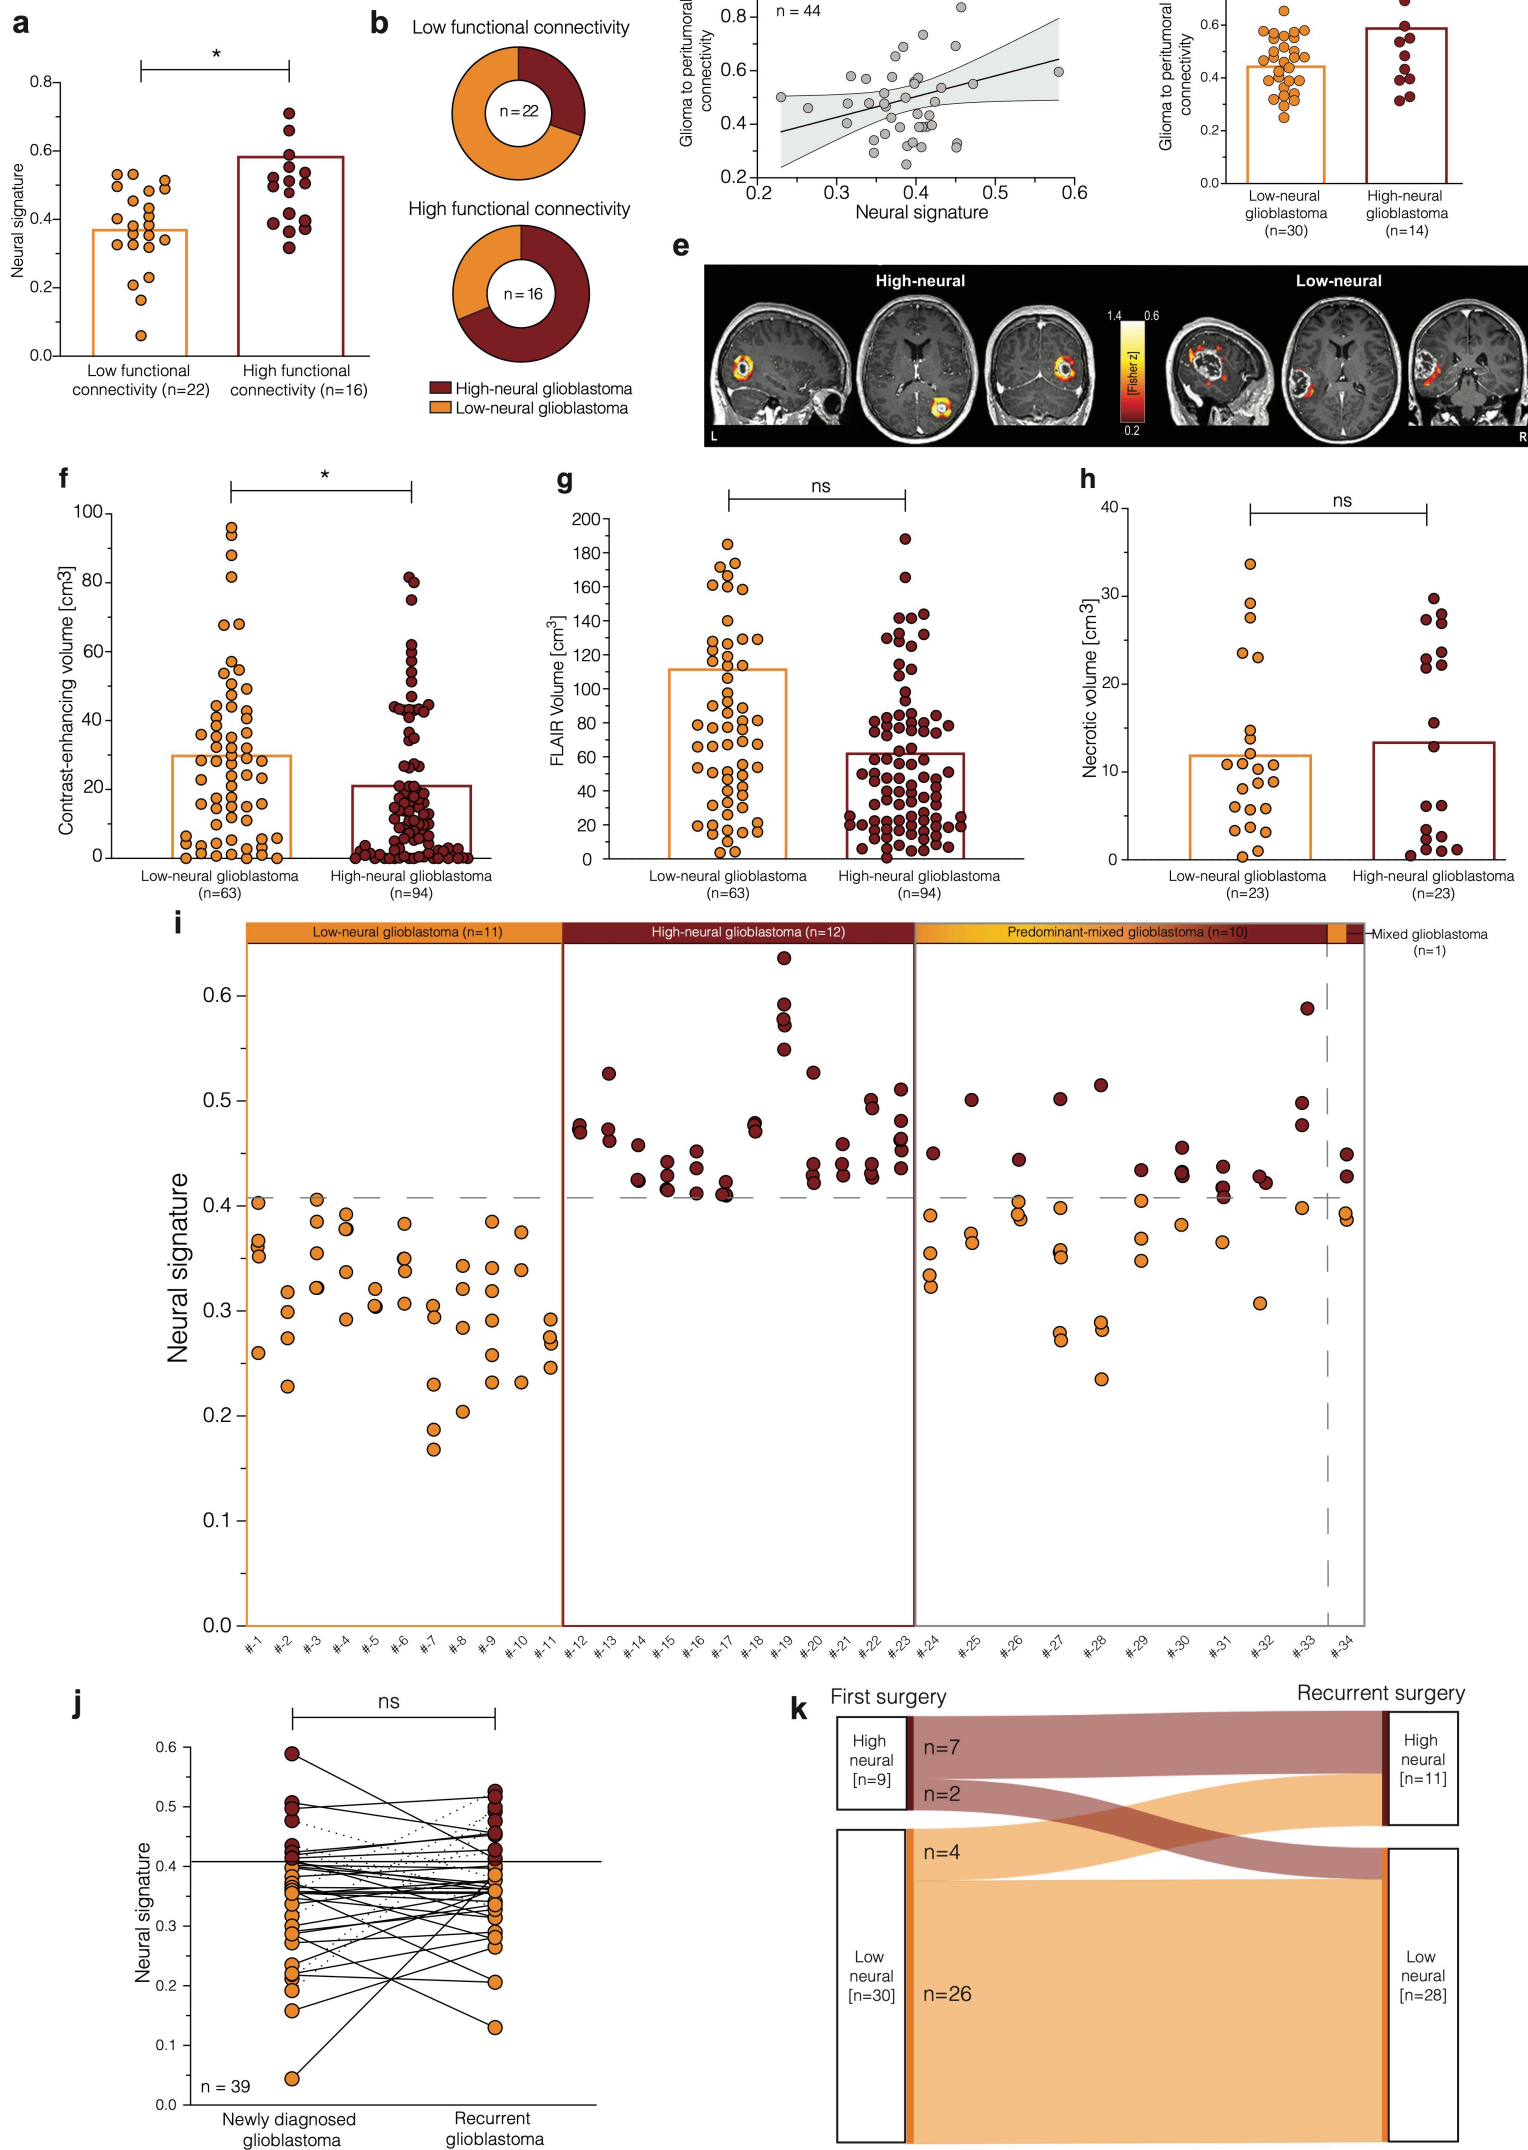 a
*
0.8
0.6
0.4
0.2
0.0
Neural signature
Low functional
connectivity (n=22)
High functional
connectivity (n=16)
b
Low functional connectivity
n=22
High functional connectivity
n=16
High-neural glioblastoma
Low-neural glioblastoma
n = 44
0.8
0.6
0.4
0.2
Glioma to peritumoral
connectivity
0.2
0.3
0.4
0.5
0.6
Neural signature
0.6
0.4
0.2
0.0
Glioma to peritumoral
connectivity
Low-neural
glioblastoma
(n=30)
High-neural
glioblastoma
(n=14)
e
High-neural
Low-neural
1.4
0.6
[Fisher z]
0.2
L
R
f
*
100
80
60
40
20
0
Contrast-enhancing volume [cm3]
Low-neural glioblastoma
(n=63)
High-neural glioblastoma
(n=94)
g
ns
200
180
160
140
120
100
80
60
40
20
0
FLAIR Volume [cm3]
Low-neural glioblastoma
(n=63)
High-neural glioblastoma
(n=94)
h
ns
40
30
20
10
0
Necrotic volume [cm3]
Low-neural glioblastoma
(n=23)
High-neural glioblastoma
(n=23)
i
Low-neural glioblastoma (n=11)
High-neural glioblastoma (n=12)
Predominant-mixed glioblastoma (n=10)
Mixed glioblastoma
(n=1)
0.6
0.5
0.4
0.3
0.2
0.1
0.0
Neural signature
#-1
#-2
#-3
#-4
#-5
#-6
#-7
#-8
#-9
#-10
#-11
#-12
#-13
#-14
#-15
#-16
#-17
#-18
#-19
#-20
#-21
#-22
#-23
#-24
#-25
#-26
#-27
#-28
#-29
#-30
#-31
#-32
#-33
#-34
j
ns
0.6
0.5
0.4
0.3
0.2
0.1
0.0
Neural signature
n = 39
Newly diagnosed
glioblastoma
Recurrent
glioblastoma
k
First surgery
Recurrent surgery
High
neural
[n=9]
n=7
n=2
High
neural
[n=11]
n=4
Low
neural
[n=30]
n=26
Low
neural
[n=28]